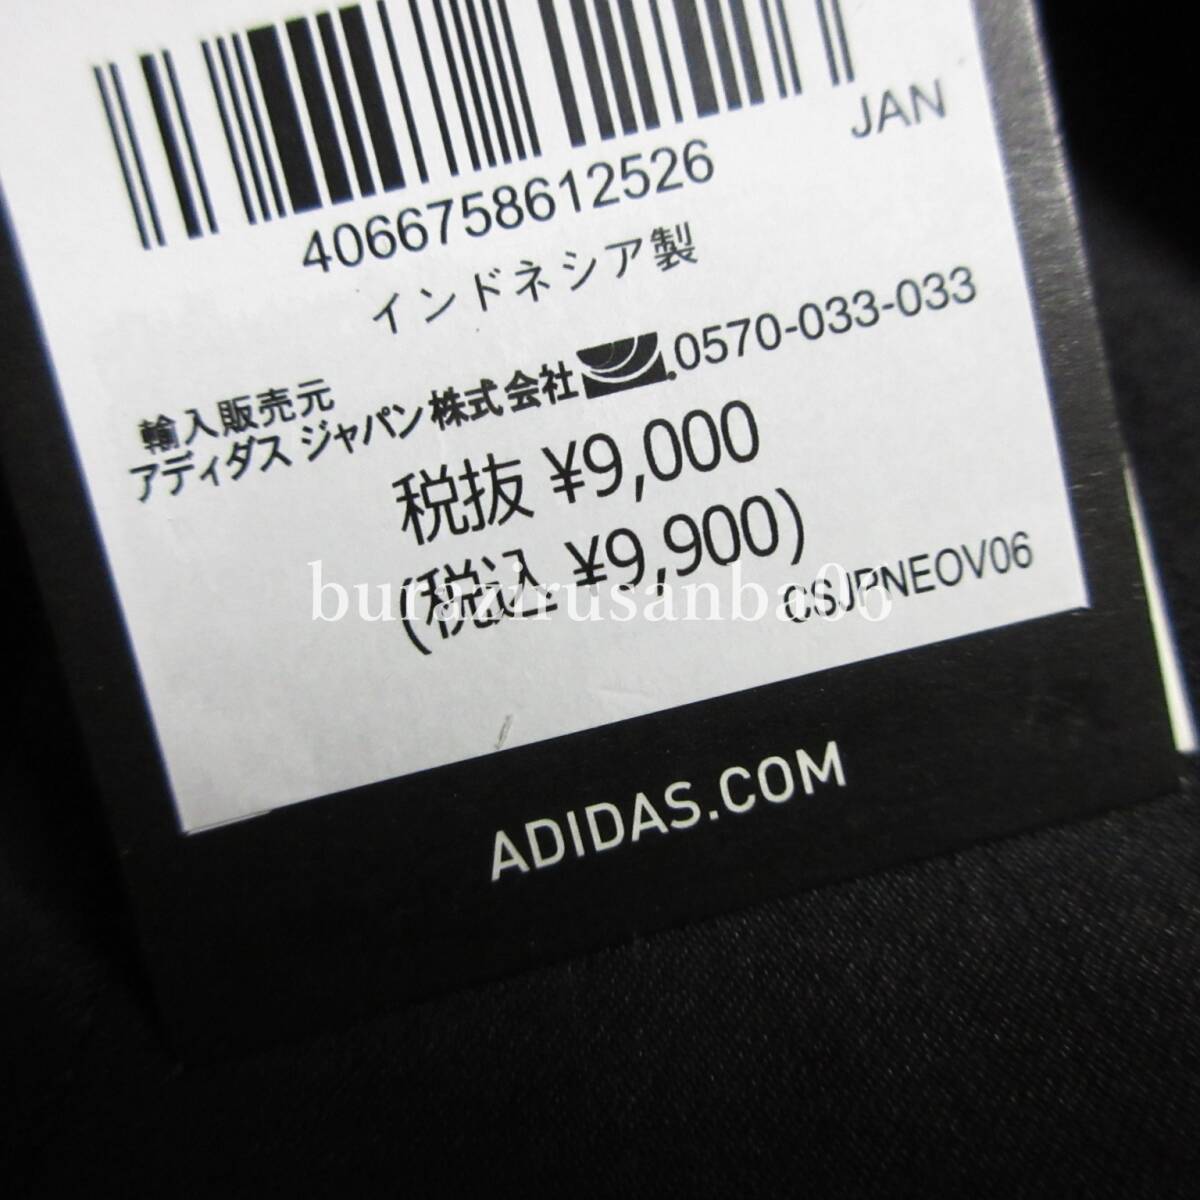 JAN
4066758612526
インドネシア製
輸入販売元
アディダス ジャパン株式会社 0570-033-033
税抜 ¥9,000
(税込 ¥9,900)
CSJPNEOV06
burazirusanba06
ADIDAS.COM